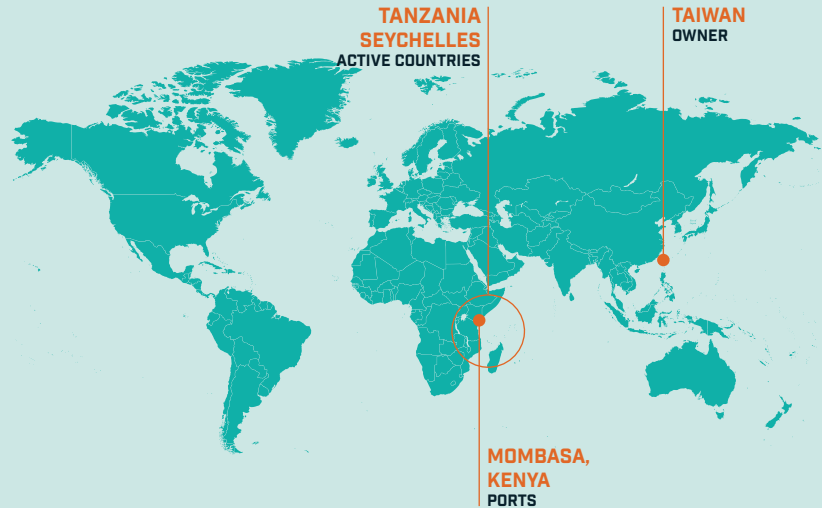 TANZANIA
SEYCHELLES
ACTIVE COUNTRIES
TAIWAN
OWNER
MOMBASA,
KENYA
PORTS